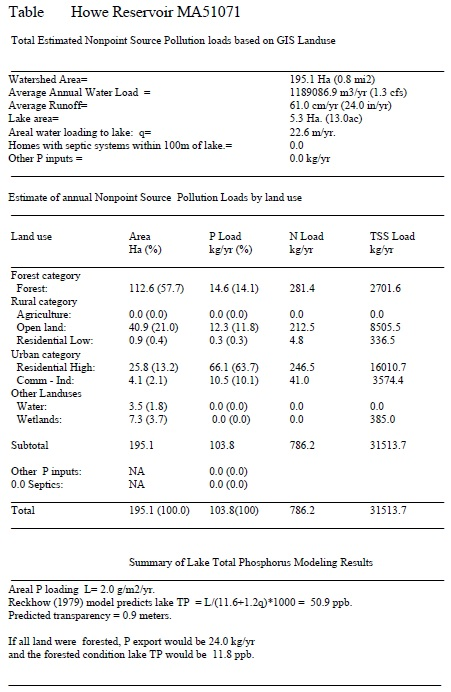 Table Howe Reservoir MA51071
Total Estimated Nonpoint Source Pollution loads based on GIS Landuse
Watershed Area= 195.1 Ha (0.8 mi2)
Average Annual Water Load = 1189086.9 m3/yr (1.3 cfs)
Average Runoff= 61.0 cm/yr (24.0 in/yr)
Lake area= 5.3 Ha. (13.0ac)
Areal water loading to lake: q= 22.6 m/yr.
Homes with septic systems within 100m of lake.= 0.0
Other P inputs = 0.0 kg/yr
Estimate of annual Nonpoint Source Pollution Loads by land use
Land use Area P Load N Load TSS Load
Ha (%) kg/yr (%) kg/yr kg/yr
Forest category
Forest: 112.6 (57.7) 14.6 (14.1) 281.4 2701.6
Rural category
Agriculture: 0.0 (0.0) 0.0 (0.0) 0.0 0.0
Open land: 40.9 (21.0) 12.3 (11.8) 212.5 8505.5
Residential Low: 0.9 (0.4) 0.3 (0.3) 4.8 336.5
Urban category
Residential High: 25.8 (13.2) 66.1 (63.7) 246.5 16010.7
Comm - Ind: 4.1 (2.1) 10.5 (10.1) 41.0 3574.4
Other Landuses
Water: 3.5 (1.8) 0.0 (0.0) 0.0 0.0
Wetlands: 7.3 (3.7) 0.0 (0.0) 0.0 385.0
Subtotal 195.1 103.8 786.2 31513.7
Other P inputs: NA 0.0 (0.0)
0.0 Septics: NA 0.0 (0.0)
Total 195.1 (100.0) 103.8(100) 786.2 31513.7
Summary of Lake Total Phosphorus Modeling Results
Areal P loading L= 2.0 g/m2/yr.
Reckhow (1979) model predicts lake TP = L/(11.6+1.2q)*1000 = 50.9 ppb.
Predicted transparency = 0.9 meters.
If all land were forested, P export would be 24.0 kg/yr
and the forested condition lake TP would be 11.8 ppb.